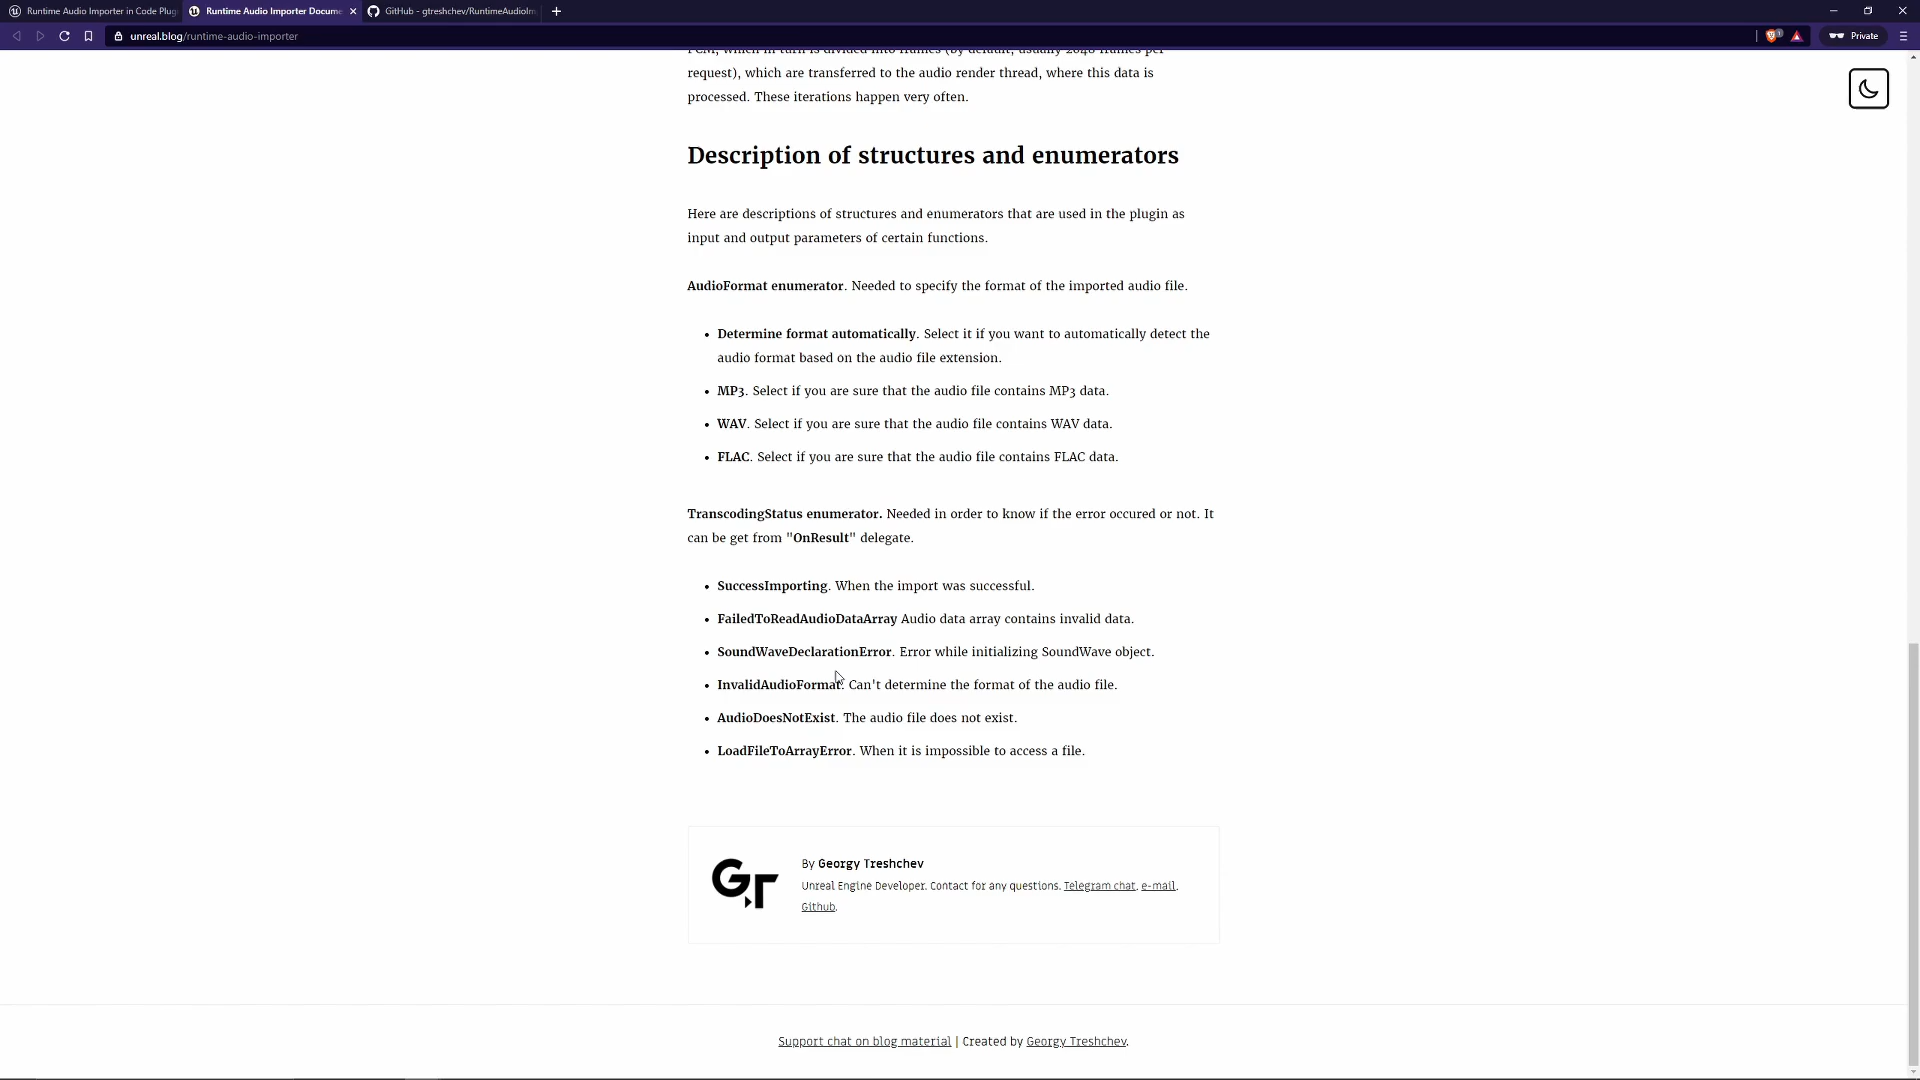 Runtime Audio Importer in Code Plug
Runtime Audio Importer Docume
GitHub - gtreshchev/RuntimeAudioIm
unreal.blog/runtime-audio-importer
Private
PCM, which in turn is divided into frames (by default, usually 2048 frames per
request), which are transferred to the audio render thread, where this data is
processed. These iterations happen very often.
Description of structures and enumerators
Here are descriptions of structures and enumerators that are used in the plugin as
input and output parameters of certain functions.
AudioFormat enumerator. Needed to specify the format of the imported audio file.
• Determine format automatically. Select it if you want to automatically detect the
audio format based on the audio file extension.
• MP3. Select if you are sure that the audio file contains MP3 data.
• WAV. Select if you are sure that the audio file contains WAV data.
• FLAC. Select if you are sure that the audio file contains FLAC data.
TranscodingStatus enumerator. Needed in order to know if the error occured or not. It
can be get from "OnResult" delegate.
• SuccessImporting. When the import was successful.
• FailedToReadAudioDataArray Audio data array contains invalid data.
• SoundWaveDeclarationError. Error while initializing SoundWave object.
• InvalidAudioFormat. Can't determine the format of the audio file.
• AudioDoesNotExist. The audio file does not exist.
• LoadFileToArrayError. When it is impossible to access a file.
GT
By Georgy Treshchev
Unreal Engine Developer. Contact for any questions. Telegram chat, e-mail,
Github.
Support chat on blog material | Created by Georgy Treshchev.